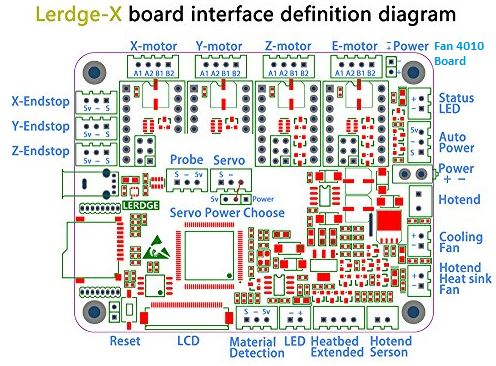 Lerdge-X board interface definition diagram
X-motor Y-motor Z-motor E-motor
- + Power Fan 4010
Board
A1 A2 B1 B2 A1 A2 B1 B2 A1 A2 B1 B2 A1 A2 B1 B2
X-Endstop
5v - S
Y-Endstop
5v - S
Z-Endstop
5v - S
Status
LED
+ -
Auto
Power
5v
S
Power
+ -
Probe Servo
S - 5v S -
5v Power
Servo Power Choose
LERDGE
Hotend
Cooling
Fan
+ -
Hotend
Heat sink
Fan
+ -
S - 5v - +
Reset LCD Material
Detection
LED Heatbed
Extended
Hotend
Serson